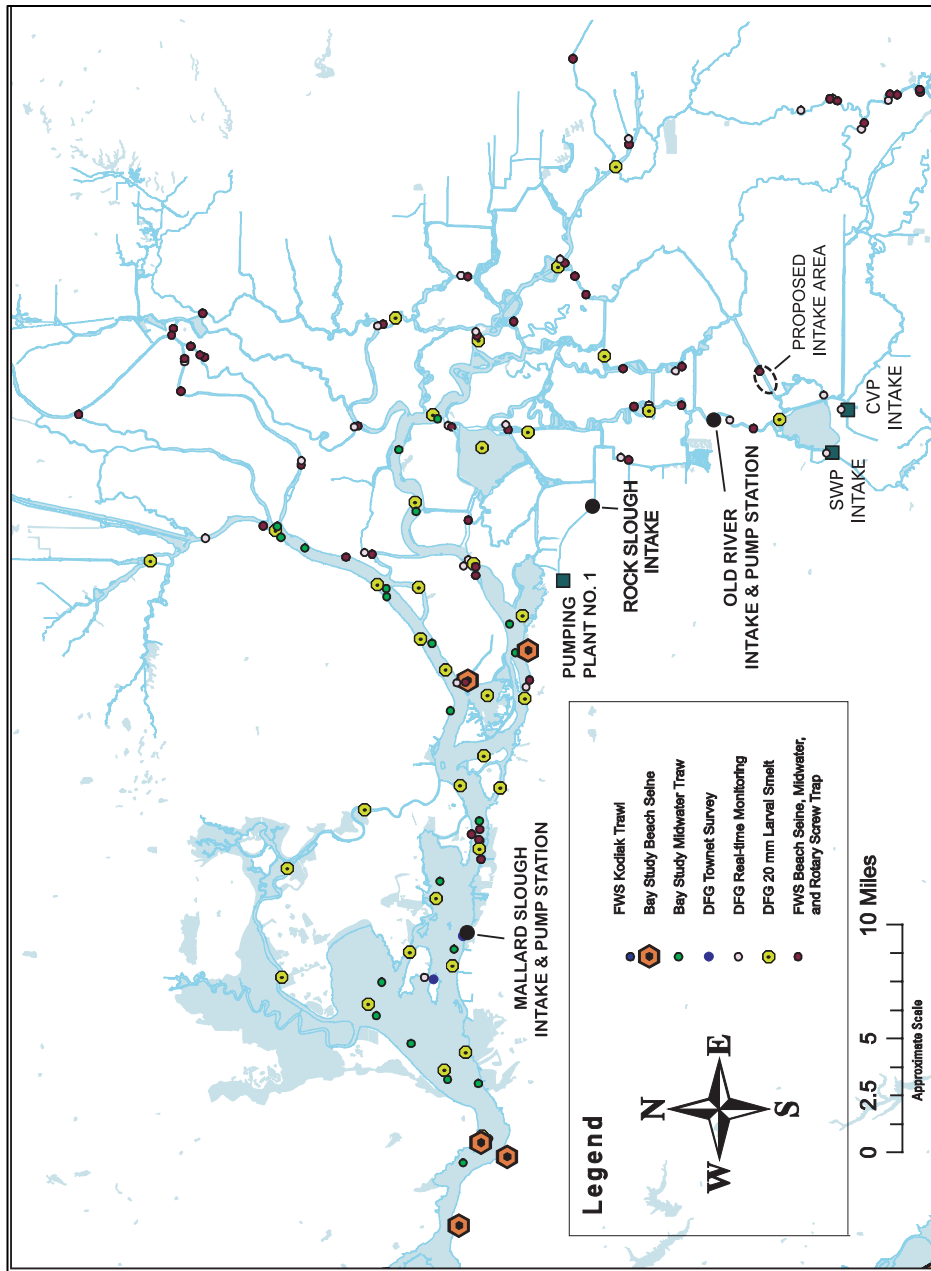 MALLARD SLOUGH
INTAKE & PUMP STATION
PUMPING
PLANT NO. 1
ROCK SLOUGH
INTAKE
OLD RIVER
INTAKE & PUMP STATION
PROPOSED
INTAKE AREA
SWP
INTAKE
CVP
INTAKE
Legend
N
W
E
S
FWS Kodiak Trawl
Bay Study Beach Seine
Bay Study Midwater Traw
DFG Townet Survey
DFG Real-time Monitoring
DFG 20 mm Larval Smelt
FWS Beach Seine, Midwater,
and Rotary Screw Trap
0 2.5 5 10 Miles
Approximate Scale